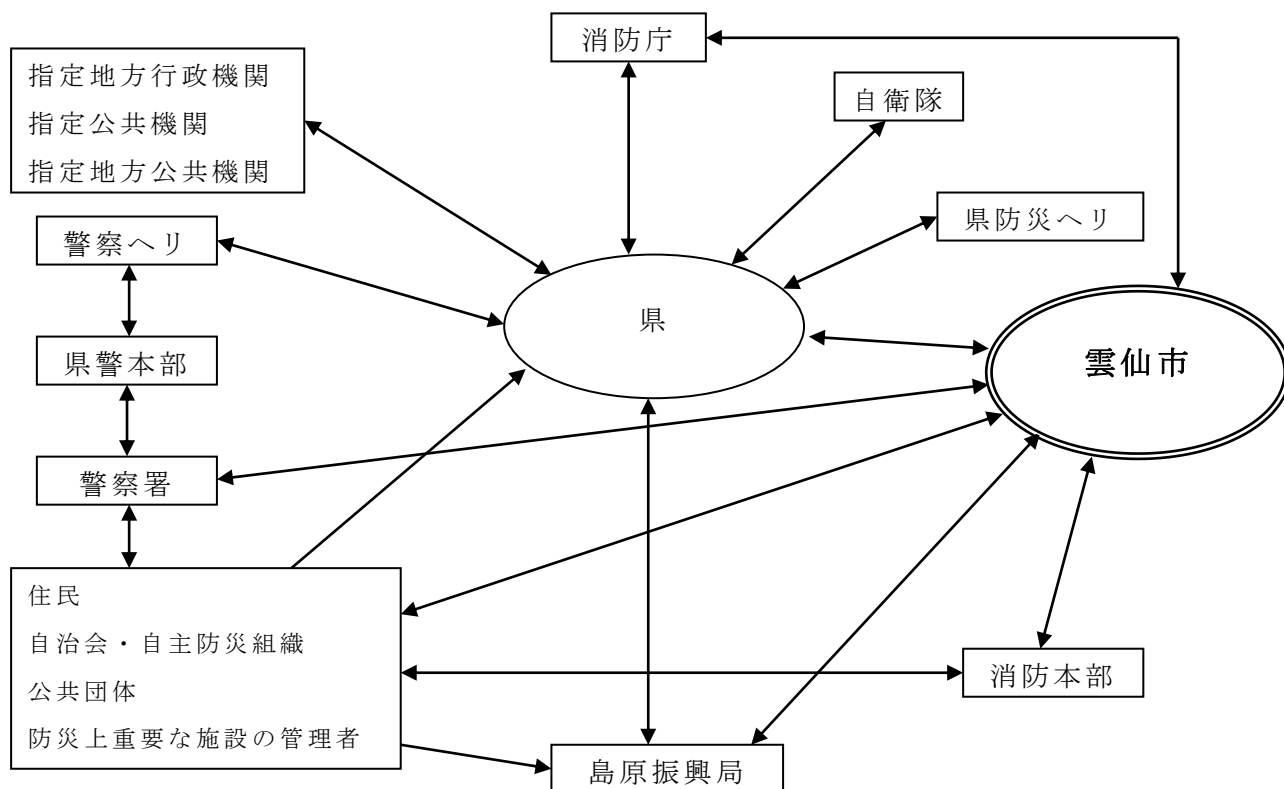 消防庁
指定地方行政機関
指定公共機関
指定地方公共機関
自衛隊
警察ヘリ
県防災ヘリ
県
県警本部
雲仙市
警察署
住民
自治会・自主防災組織
公共団体
防災上重要な施設の管理者
消防本部
島原振興局